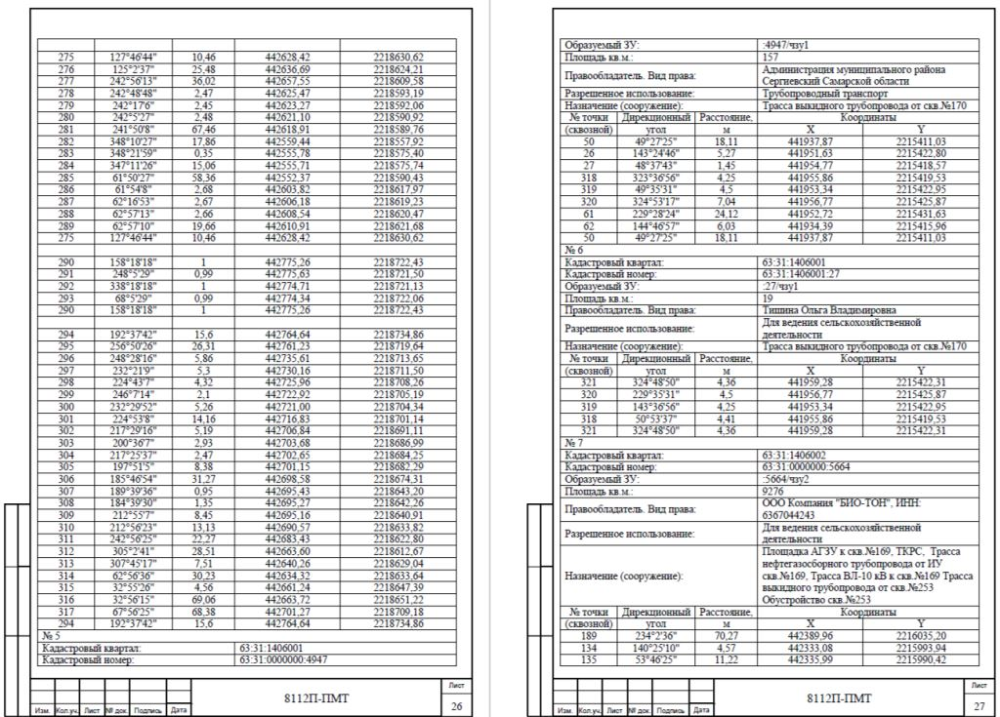 275 127°46'44" 10,46 442628,42 2218630,62
276 125°2'37" 25,48 442636,69 2218624,21
277 242°56'13" 36,02 442657,55 2218609,58
278 242°48'48" 2,47 442625,47 2218593,19
279 242°17'6" 2,45 442623,27 2218592,06
280 242°5'27" 2,48 442621,10 2218590,92
281 241°50'8" 67,46 442618,91 2218589,76
282 348°10'27" 17,86 442559,44 2218557,92
283 348°21'59" 0,35 442555,78 2218575,40
284 347°11'26" 15,06 442555,71 2218575,74
285 61°50'27" 58,36 442552,37 2218590,43
286 61°54'8" 2,68 442603,82 2218617,97
287 62°16'53" 2,67 442606,18 2218619,23
288 62°57'13" 2,66 442608,54 2218620,47
289 62°57'10" 19,66 442610,91 2218621,68
275 127°46'44" 10,46 442628,42 2218630,62
290 158°18'18" 1 442775,26 2218722,43
291 248°5'29" 0,99 442775,63 2218721,50
292 338°18'18" 1 442774,71 2218721,13
293 68°5'29" 0,99 442774,34 2218722,06
290 158°18'18" 1 442775,26 2218722,43
294 192°37'42" 15,6 442764,64 2218734,86
295 256°50'26" 26,31 442761,23 2218719,64
296 248°28'16" 5,86 442735,61 2218713,65
297 232°21'9" 5,3 442730,16 2218711,50
298 224°43'7" 4,32 442725,96 2218708,26
299 246°7'14" 2,1 442722,92 2218705,19
300 232°29'52" 5,26 442721,00 2218704,34
301 224°53'8" 14,16 442716,83 2218701,14
302 217°29'16" 5,19 442706,84 2218691,11
303 200°36'7" 2,93 442703,68 2218686,99
304 217°25'37" 2,47 442702,65 2218684,25
305 197°51'5" 8,38 442701,15 2218682,29
306 185°46'54" 31,27 442698,58 2218674,31
307 189°39'36" 0,95 442695,43 2218643,20
308 184°39'30" 1,35 442695,27 2218642,26
309 212°55'7" 8,45 442695,16 2218640,91
310 212°56'23" 13,13 442690,57 2218633,82
311 242°56'25" 22,27 442683,43 2218622,80
312 305°2'41" 28,51 442663,60 2218612,67
313 307°45'17" 7,51 442640,26 2218629,04
314 62°56'36" 30,23 442634,32 2218633,64
315 32°55'26" 4,56 442661,24 2218647,39
316 32°56'15" 69,06 442663,72 2218651,22
317 67°56'25" 68,38 442701,27 2218709,18
294 192°37'42" 15,6 442764,64 2218734,86
№ 5
Кадастровый квартал: 63:31:1406001
Кадастровый номер: 63:31:0000000:4947
Изм. Кол.уч. Лист № док. Подпись Дата
8112П-ПМТ
Лист
26
Образуемый ЗУ: :4947/чзу1
Площадь кв.м.: 157
Правообладатель. Вид права: Администрация муниципального района
Сергиевский Самарской области
Разрешенное использование: Трубопроводный транспорт
Назначение (сооружение): Трасса выкидного трубопровода от скв.№170
№ точки Дирекционный Расстояние, Координаты
(сквозной) угол м X Y
50 49°27'25" 18,11 441937,87 2215411,03
26 143°24'46" 5,27 441951,63 2215422,80
27 48°37'43" 1,45 441954,77 2215418,57
318 323°36'56" 4,25 441955,86 2215419,53
319 49°35'31" 4,5 441953,34 2215422,95
320 324°53'17" 7,04 441956,77 2215425,87
61 229°28'24" 24,12 441952,72 2215431,63
62 144°46'57" 6,03 441934,39 2215415,96
50 49°27'25" 18,11 441937,87 2215411,03
№ 6
Кадастровый квартал: 63:31:1406001
Кадастровый номер: 63:31:1406001:27
Образуемый ЗУ: :27/чзу1
Площадь кв.м.: 19
Правообладатель. Вид права: Тишина Ольга Владимировна
Разрешенное использование: Для ведения сельскохозяйственной
деятельности
Назначение (сооружение): Трасса выкидного трубопровода от скв.№170
№ точки Дирекционный Расстояние, Координаты
(сквозной) угол м X Y
321 324°48'50" 4,36 441959,28 2215422,31
320 229°35'31" 4,5 441956,77 2215425,87
319 143°36'56" 4,25 441953,34 2215422,95
318 50°53'37" 4,41 441955,86 2215419,53
321 324°48'50" 4,36 441959,28 2215422,31
№ 7
Кадастровый квартал: 63:31:1406002
Кадастровый номер: 63:31:0000000:5664
Образуемый ЗУ: :5664/чзу2
Площадь кв.м.: 9276
Правообладатель. Вид права: ООО Компания "БИО-ТОН", ИНН:
6367044243
Разрешенное использование: Для ведения сельскохозяйственной
деятельности
Назначение (сооружение): Площадка АГЗУ к скв.№169, ТКРС, Трасса
нефтегазосборного трубопровода от ИУ
скв.№169, Трасса ВЛ-10 кВ к скв.№169 Трасса
выкидного трубопровода от скв.№253
Обустройство скв.№253
№ точки Дирекционный Расстояние, Координаты
(сквозной) угол м X Y
189 234°2'36" 70,27 442389,96 2216035,20
134 140°25'10" 4,57 442333,08 2215993,94
135 53°46'25" 11,22 442335,99 2215990,42
Изм. Кол.уч. Лист № док. Подпись Дата
8112П-ПМТ
Лист
27